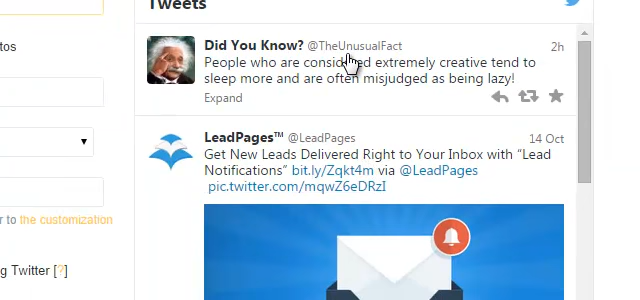 Tweets
Did You Know? @TheUnusualFact 2h
People who are considered extremely creative tend to
sleep more and are often misjudged as being lazy!
Expand
tos
LeadPages™ @LeadPages 14 Oct
Get New Leads Delivered Right to Your Inbox with “Lead
Notifications” bit.ly/Zqkt4m via @LeadPages
pic.twitter.com/mqwZ6eDRzI
r to the customization
g Twitter [?]